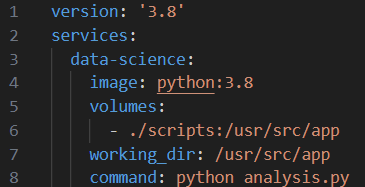 1 version: '3.8'
2 services:
3   data-science:
4     image: python:3.8
5     volumes:
6       - ./scripts:/usr/src/app
7     working_dir: /usr/src/app
8     command: python analysis.py